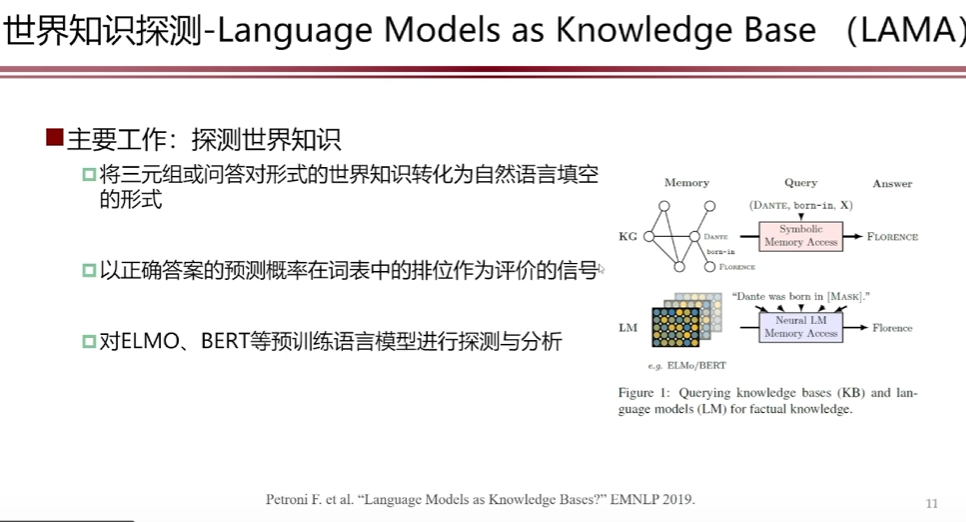 世界知识探测-Language Models as Knowledge Base （LAMA）
主要工作：探测世界知识
将三元组或问答对形式的世界知识转化为自然语言填空
的形式
以正确答案的预测概率在词表中的排位作为评价的信号
对ELMO、BERT等预训练语言模型进行探测与分析
Memory Query Answer
(DANTE, born-in, X)
KG DANTE Symbolic Memory Access FLORENCE
born-in
FLORENCE
"Dante was born in [MASK]."
LM Neural LM Memory Access Florence
e.g. ELMo/BERT
Figure 1: Querying knowledge bases (KB) and lan-
guage models (LM) for factual knowledge.
Petroni F. et al. "Language Models as Knowledge Bases?" EMNLP 2019.
11